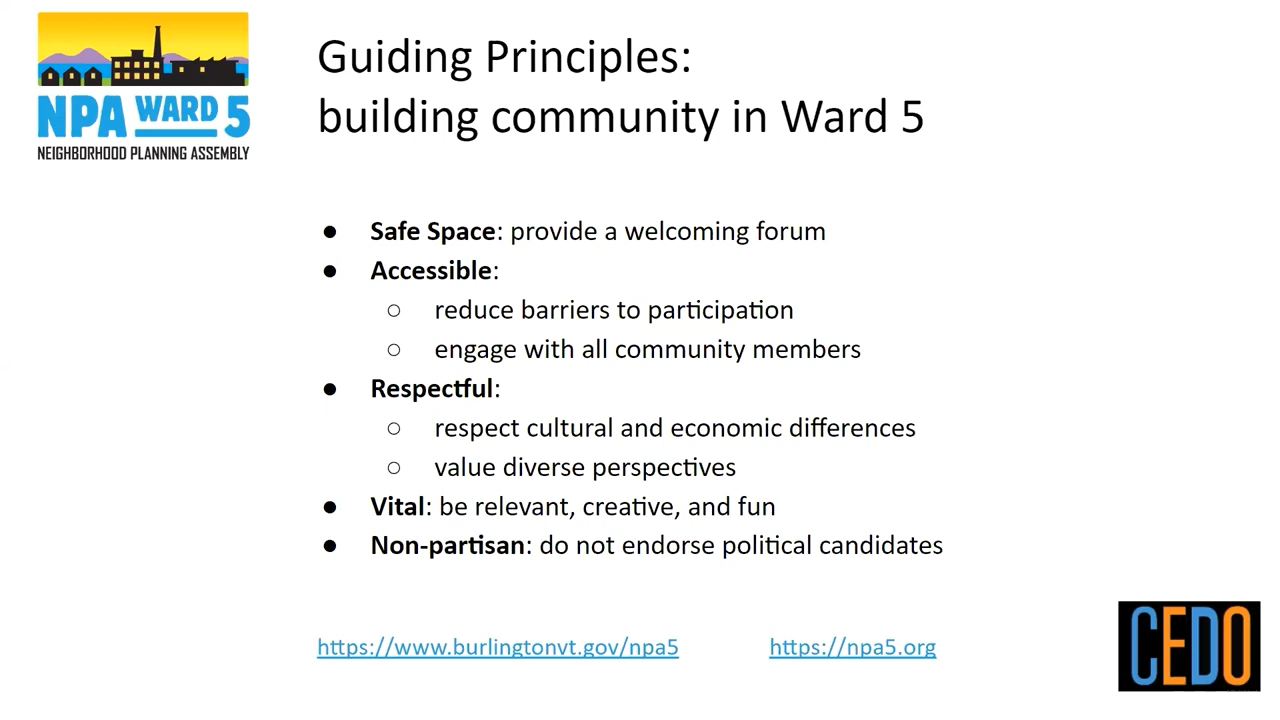 NPA WARD 5
NEIGHBORHOOD PLANNING ASSEMBLY
Guiding Principles:
building community in Ward 5
● Safe Space: provide a welcoming forum
● Accessible:
○ reduce barriers to participation
○ engage with all community members
● Respectful:
○ respect cultural and economic differences
○ value diverse perspectives
● Vital: be relevant, creative, and fun
● Non-partisan: do not endorse political candidates
https://www.burlingtonvt.gov/npa5 https://npa5.org
CEDO